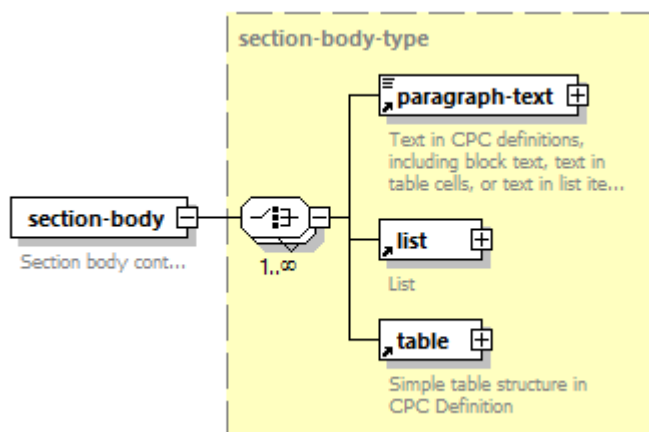 section-body-type
paragraph-text
Text in CPC definitions,
including block text, text in
table cells, or text in list ite...
section-body
Section body cont...
1..∞
list
List
table
Simple table structure in
CPC Definition